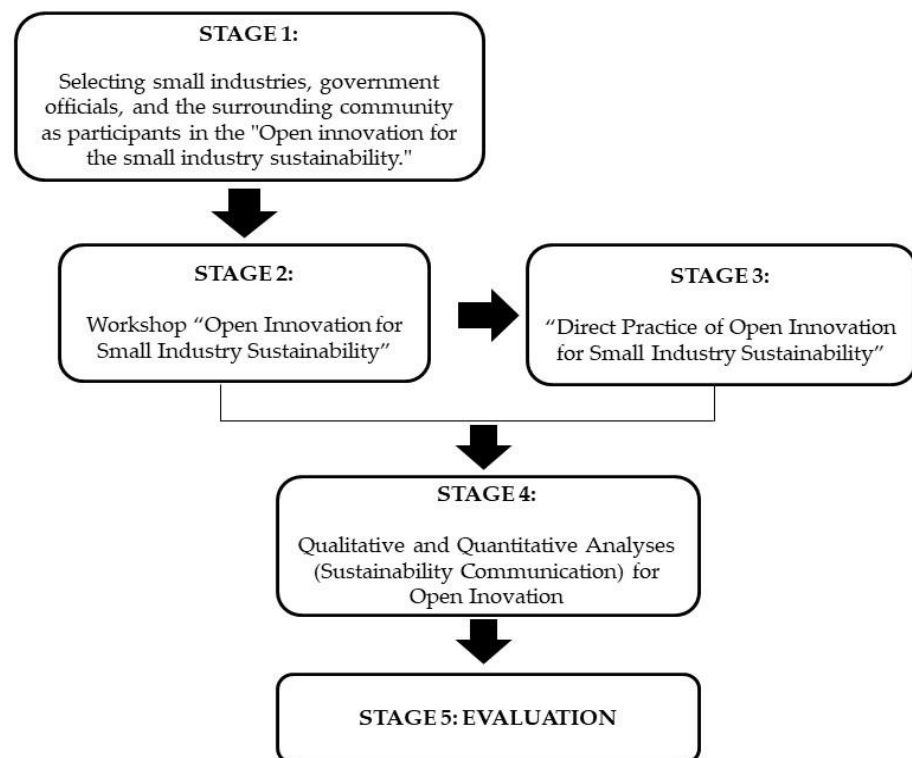 STAGE 1:
Selecting small industries, government
officials, and the surrounding community
as participants in the "Open innovation for
the small industry sustainability."
STAGE 2:
Workshop “Open Innovation for
Small Industry Sustainability”
STAGE 3:
“Direct Practice of Open Innovation
for Small Industry Sustainability”
STAGE 4:
Qualitative and Quantitative Analyses
(Sustainability Communication) for
Open Inovation
STAGE 5: EVALUATION